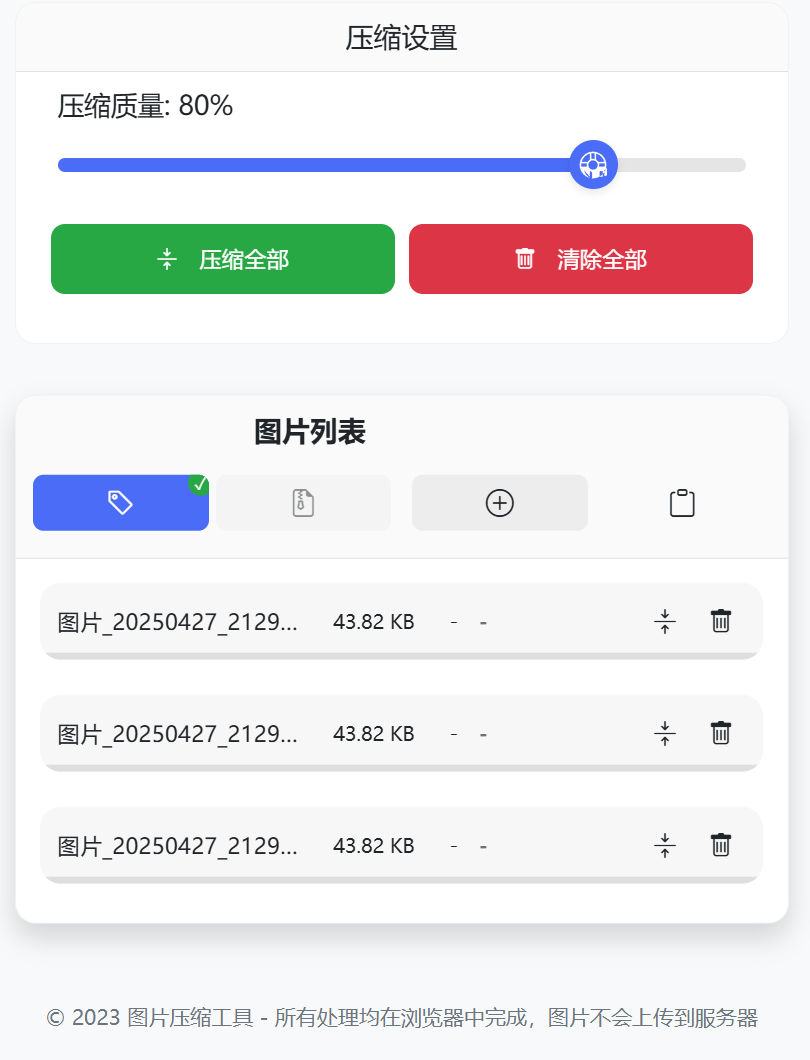 压缩设置
压缩质量: 80%
压缩全部 清除全部
图片列表
图片_20250427_2129... 43.82 KB - -
图片_20250427_2129... 43.82 KB - -
图片_20250427_2129... 43.82 KB - -
© 2023 图片压缩工具 - 所有处理均在浏览器中完成，图片不会上传到服务器